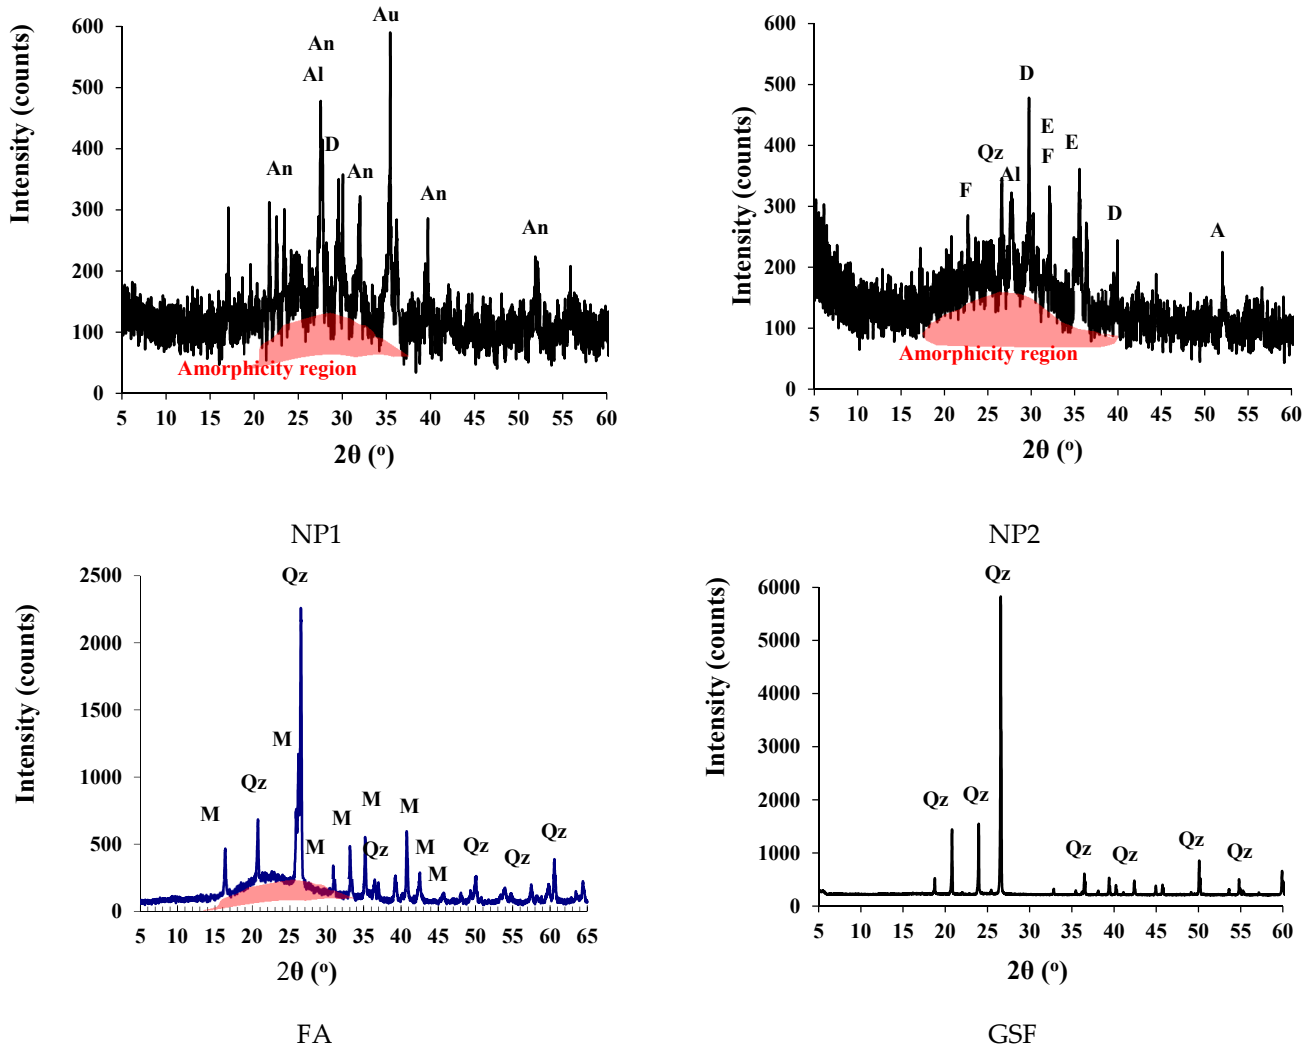 Intensity (counts)
600
500
400
300
200
100
0
An
Al
Au
An
D
An
An
An
Amorphicity region
5 10 15 20 25 30 35 40 45 50 55 60
2θ (º)
NP1
Intensity (counts)
600
500
400
300
200
100
0
D
E
F
E
Qz
Al
F
D
A
Amorphicity region
5 10 15 20 25 30 35 40 45 50 55 60
2θ (º)
NP2
Intensity (counts)
2500
2000
1500
1000
500
0
Qz
M
Qz
M
M
M
M
M
Qz
M
M
Qz
Qz
Qz
5 10 15 20 25 30 35 40 45 50 55 60 65
2θ (º)
FA
Intensity (counts)
6000
5000
4000
3000
2000
1000
0
Qz
Qz
Qz
Qz
Qz
Qz
Qz
5 10 15 20 25 30 35 40 45 50 55 60
2θ (º)
GSF